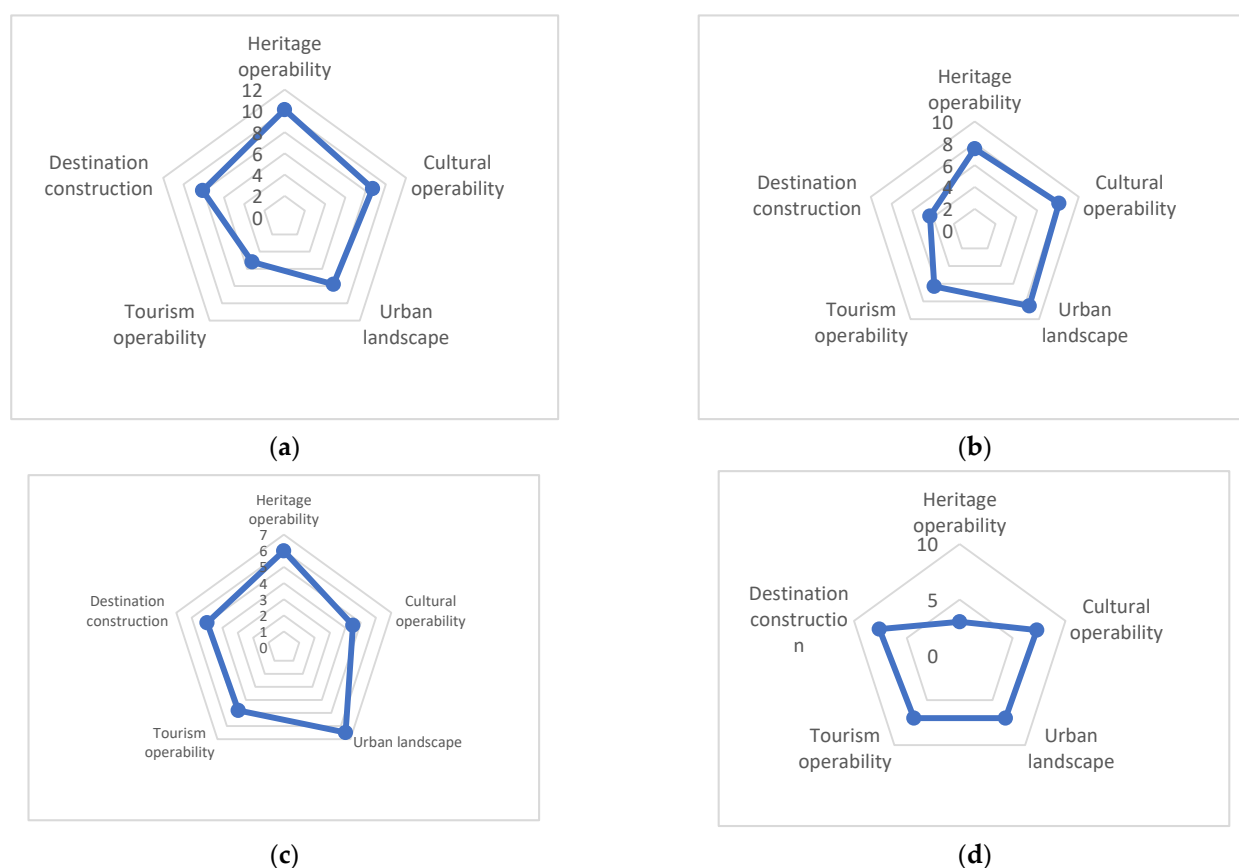 Heritage
operability
12
10
8
6
4
2
0
Cultural
operability
Urban
landscape
Tourism
operability
Destination
construction
(a)
Heritage
operability
10
8
6
4
2
0
Cultural
operability
Urban
landscape
Tourism
operability
Destination
construction
(b)
Heritage
operability
7
6
5
4
3
2
1
0
Cultural
operability
Urban landscape
Tourism
operability
Destination
construction
(c)
Heritage
operability
10
5
0
Cultural
operability
Urban
landscape
Tourism
operability
Destination
constructio
n
(d)